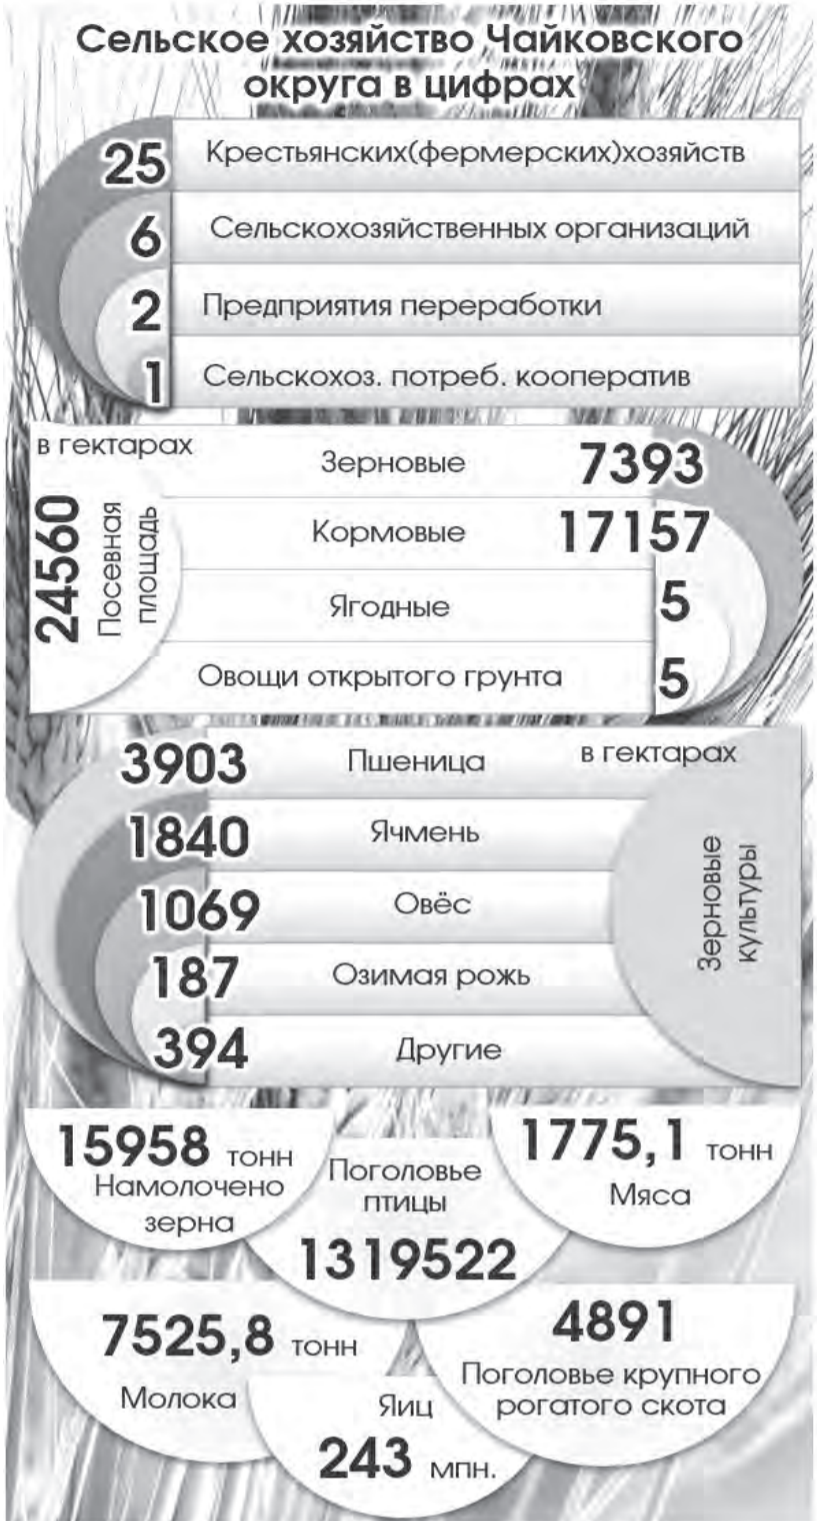 Сельское хозяйство Чайковского
округа в цифрах
25 Крестьянских(фермерских)хозяйств
6 Сельскохозяйственных организаций
2 Предприятия переработки
1 Сельскохоз. потреб. кооператив
в гектарах
24560
Посевная
площадь
Зерновые 7393
Кормовые 17157
Ягодные 5
Овощи открытого грунта 5
в гектарах
Зерновые
культуры
3903 Пшеница
1840 Ячмень
1069 Овёс
187 Озимая рожь
394 Другие
15958 тонн
Намолочено
зерна
Поголовье
птицы
1319522
1775,1 тонн
Мяса
7525,8 тонн
Молока
Яиц
243 мпн.
4891
Поголовье крупного
рогатого скота